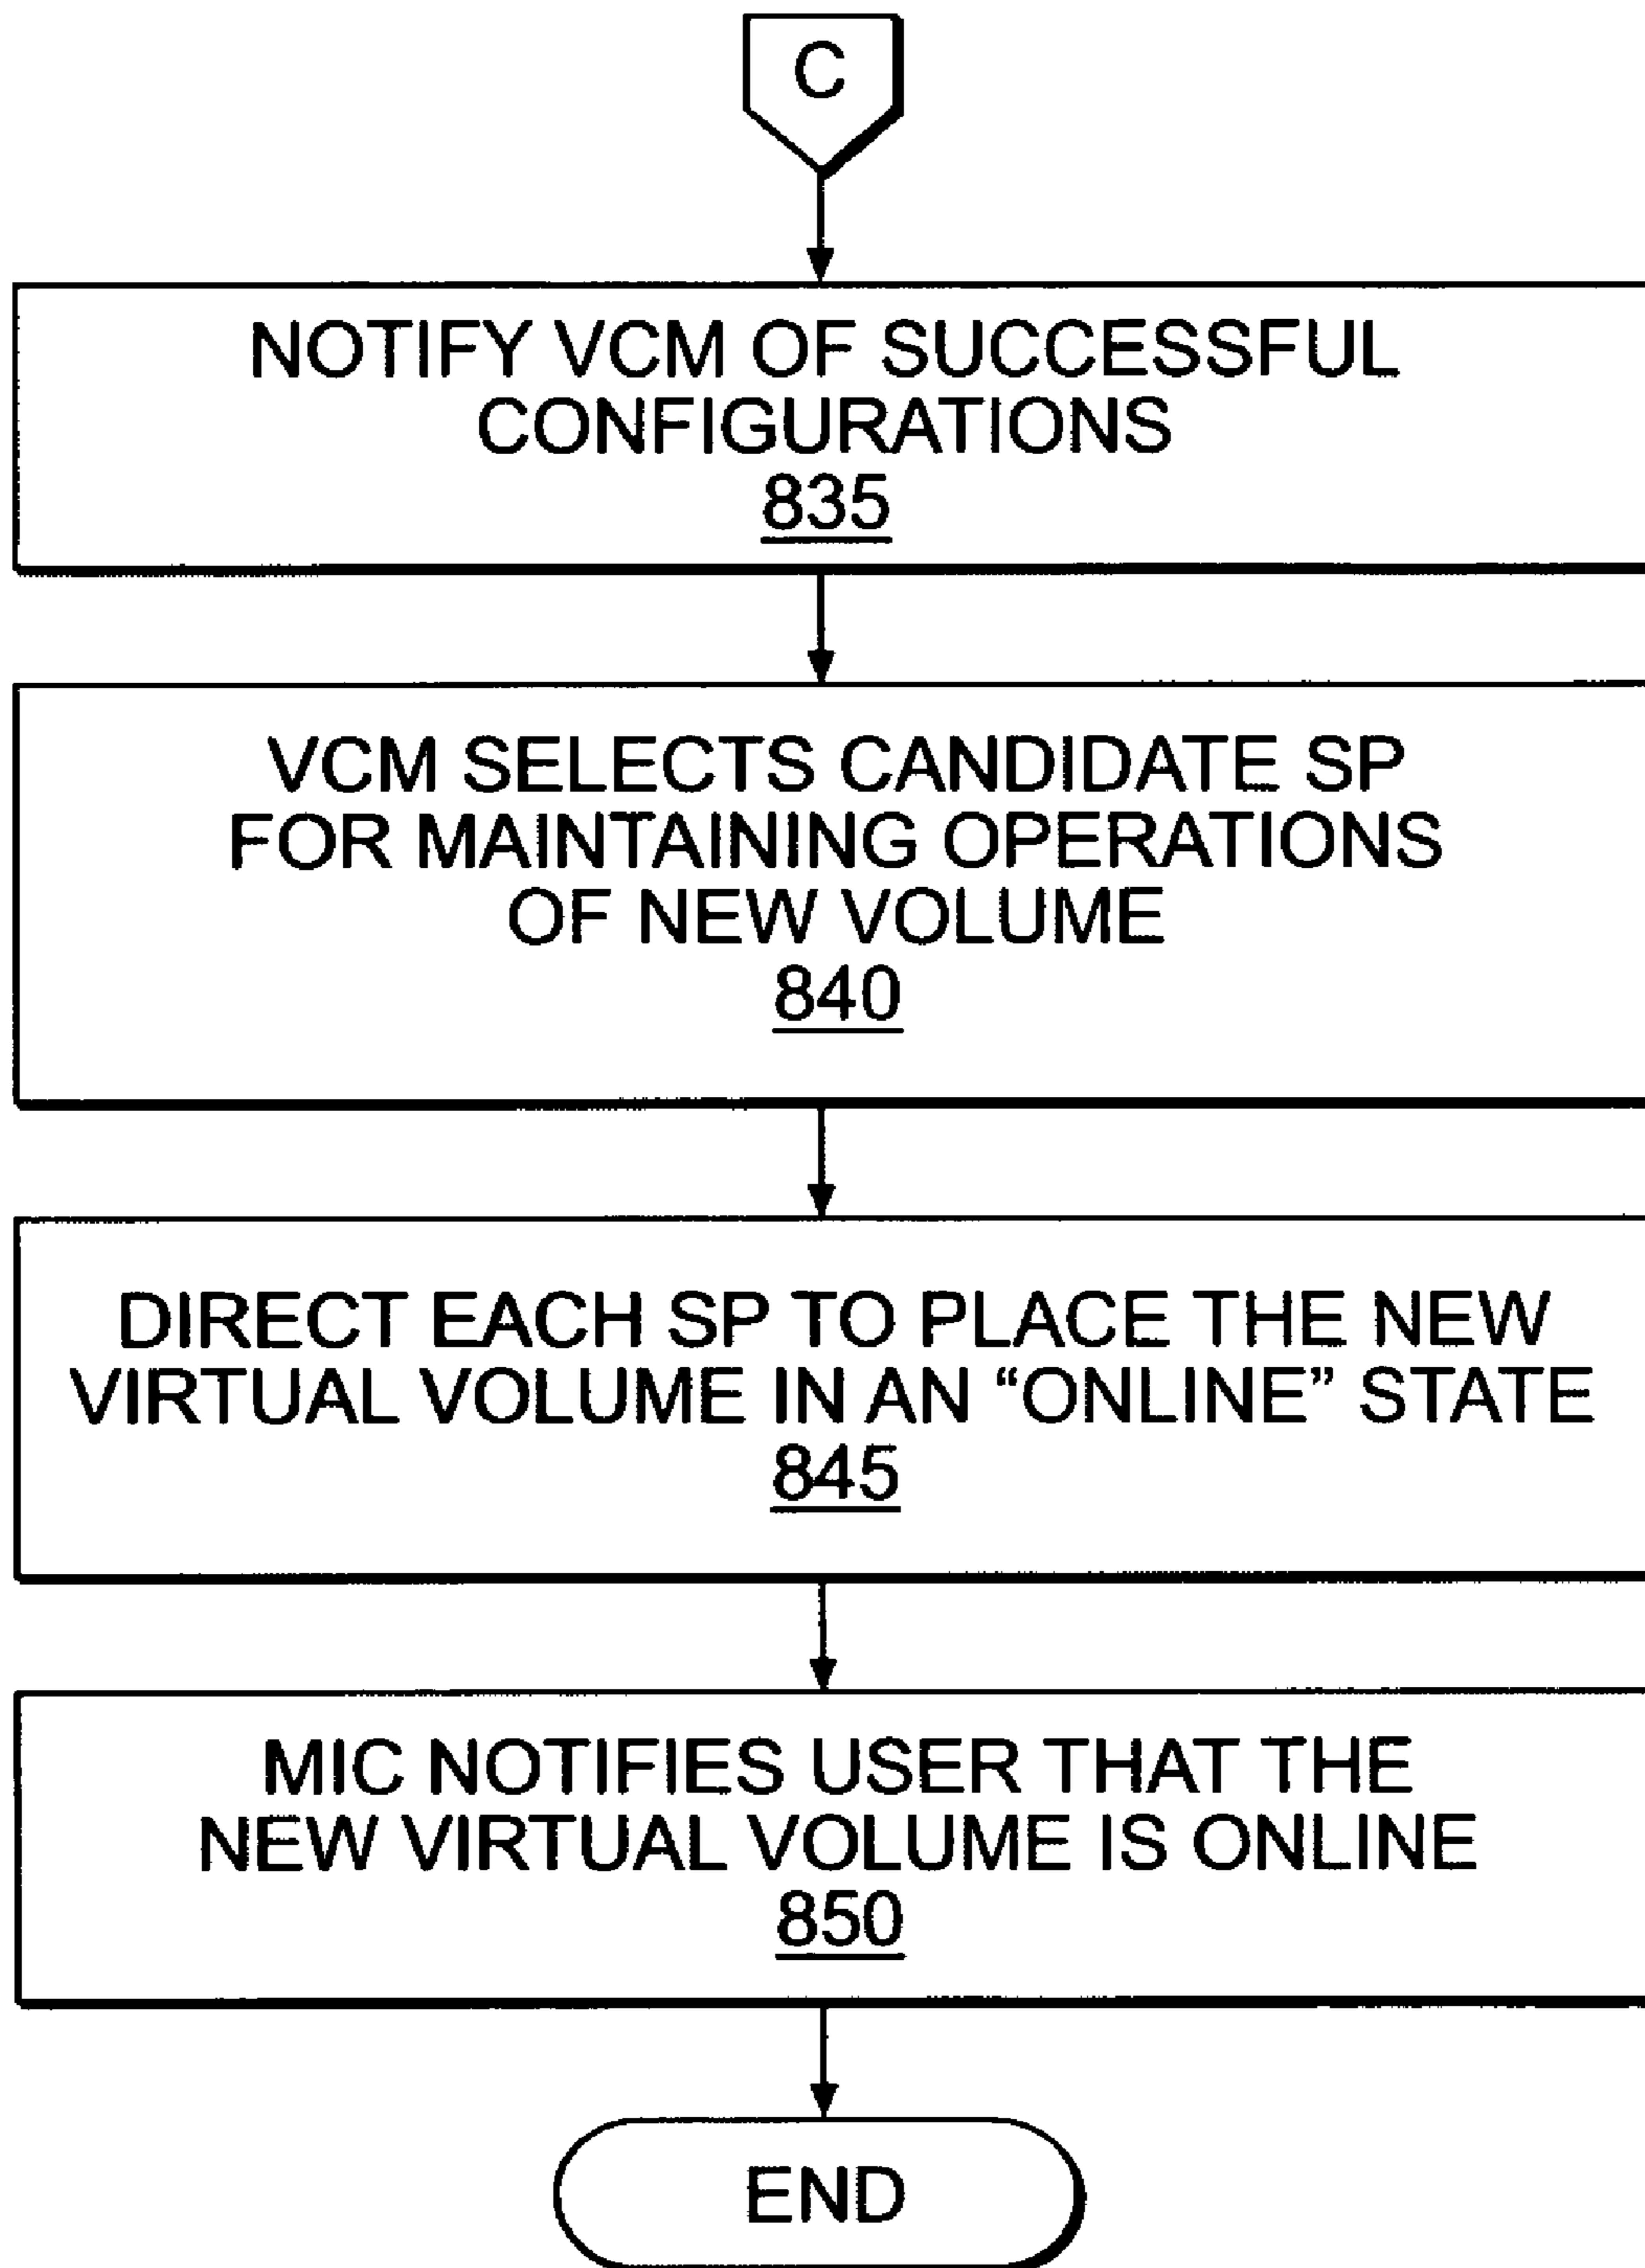 C
NOTIFY VCM OF SUCCESSFUL
CONFIGURATIONS
835
VCM SELECTS CANDIDATE SP
FOR MAINTAINING OPERATIONS
OF NEW VOLUME
840
DIRECT EACH SP TO PLACE THE NEW
VIRTUAL VOLUME IN AN “ONLINE” STATE
845
MIC NOTIFIES USER THAT THE
NEW VIRTUAL VOLUME IS ONLINE
850
END